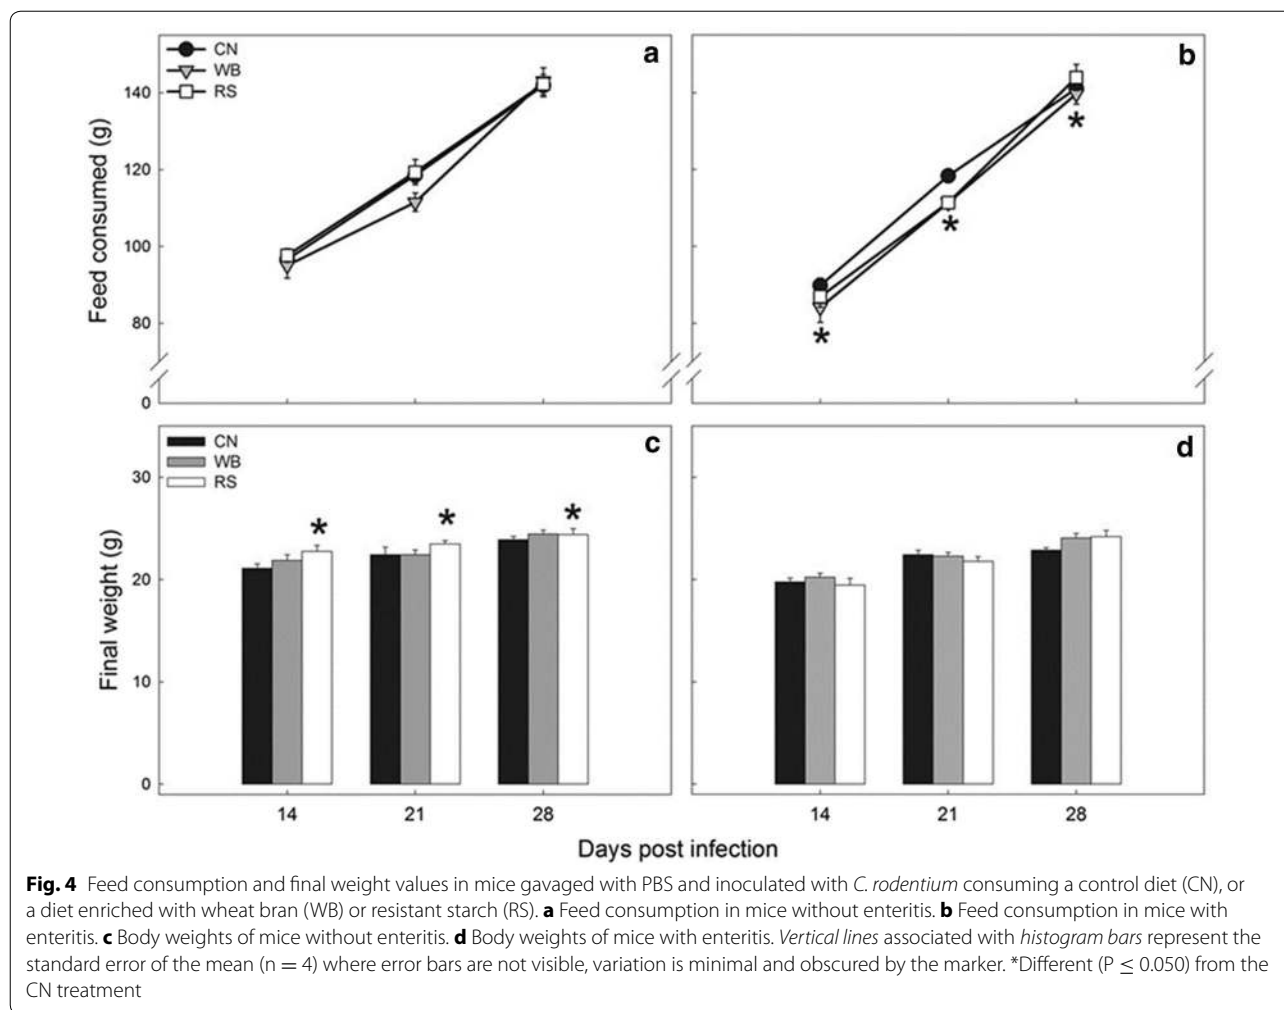 CN
WB
RS
a
b
140
120
100
80
0
Feed consumed (g)
*
*
*
CN
WB
RS
c
d
30
20
10
0
Final weight (g)
*
*
*
14
21
28
14
21
28
Days post infection
Fig. 4 Feed consumption and final weight values in mice gavaged with PBS and inoculated with C. rodentium consuming a control diet (CN), or
a diet enriched with wheat bran (WB) or resistant starch (RS). a Feed consumption in mice without enteritis. b Feed consumption in mice with
enteritis. c Body weights of mice without enteritis. d Body weights of mice with enteritis. Vertical lines associated with histogram bars represent the
standard error of the mean (n = 4) where error bars are not visible, variation is minimal and obscured by the marker. *Different (P ≤ 0.050) from the
CN treatment